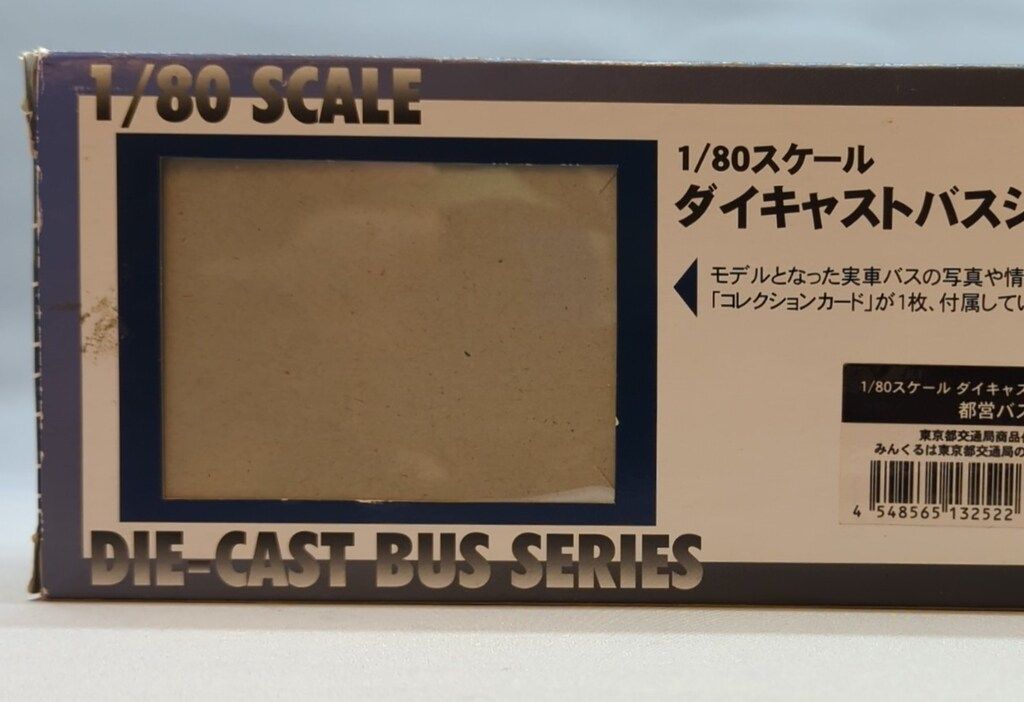 1/80 SCALE
1/80スケール
ダイキャストバスシ
モデルとなった実車バスの写真や情
「コレクションカード」が1枚、付属してい
1/80スケール ダイキャス
都営バス
東京都交通局商品
みんくるは東京都交通局の
4 548565 132522
DIE-CAST BUS SERIES